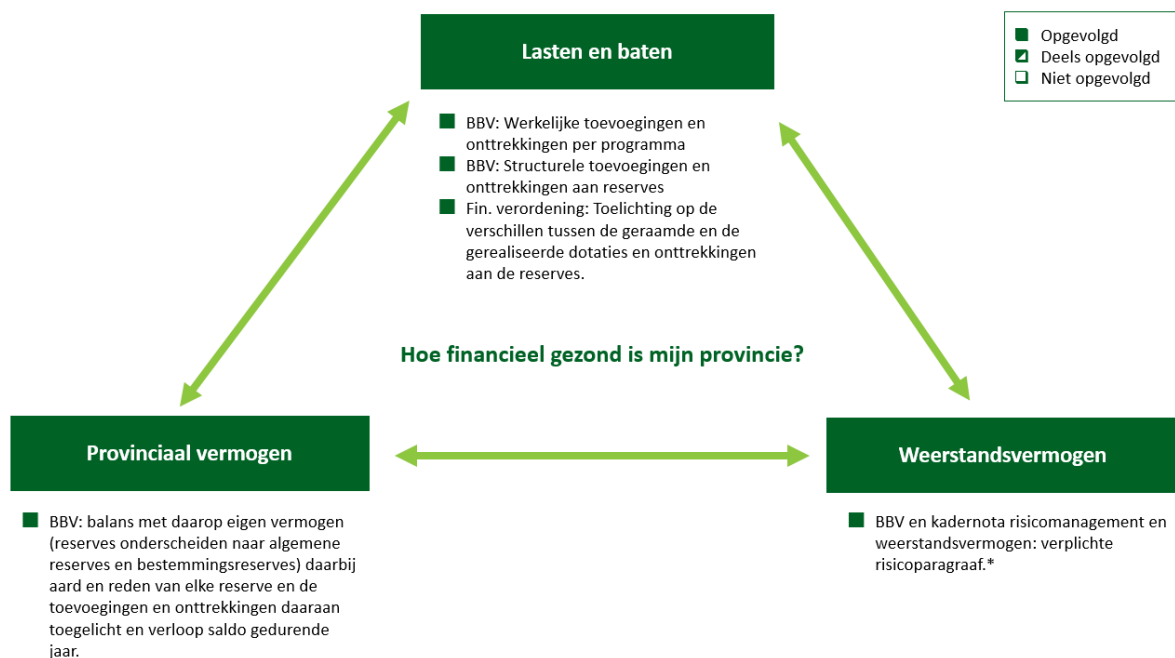 Lasten en baten
Opgevolgd
Deels opgevolgd
Niet opgevolgd
BBV: Werkelijke toevoegingen en
onttrekkingen per programma
BBV: Structurele toevoegingen en
onttrekkingen aan reserves
Fin. verordening: Toelichting op de
verschillen tussen de geraamde en de
gerealiseerde dotaties en onttrekkingen
aan de reserves.
Hoe financieel gezond is mijn provincie?
Provinciaal vermogen
BBV: balans met daarop eigen vermogen
(reserves onderscheiden naar algemene
reserves en bestemmingsreserves) daarbij
aard en reden van elke reserve en de
toevoegingen en onttrekkingen daaraan
toegelicht en verloop saldo gedurende
jaar.
Weerstandsvermogen
BBV en kadernota risicomanagement en
weerstandsvermogen: verplichte
risicoparagraaf.*